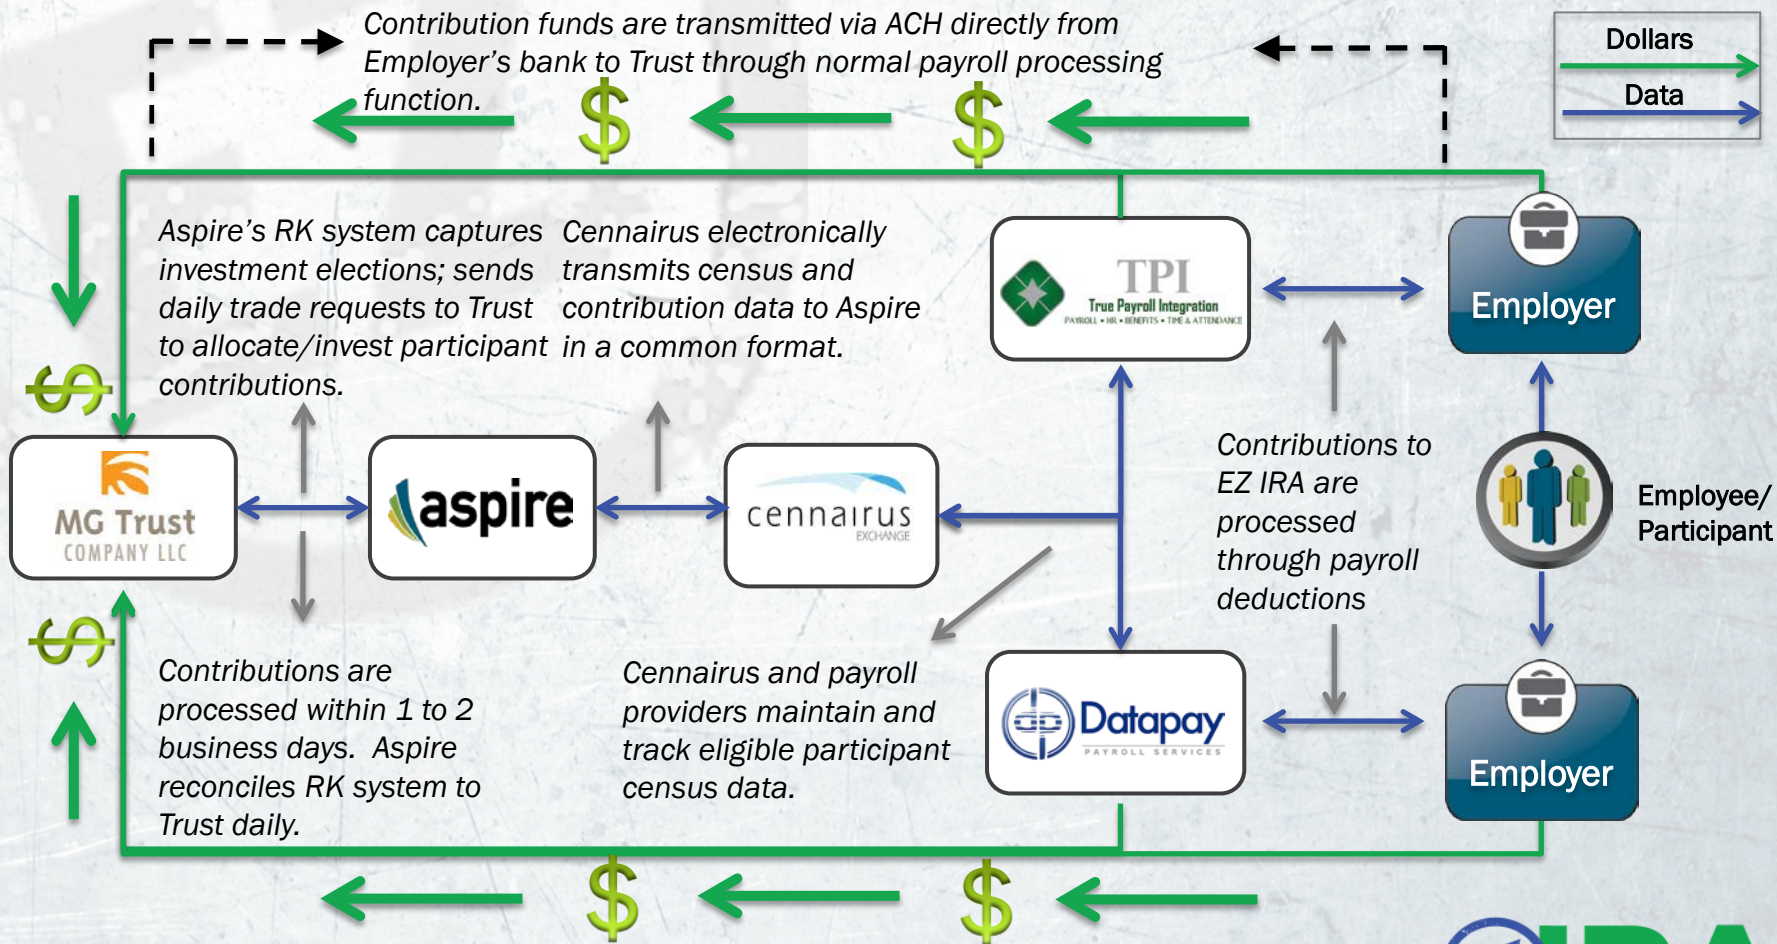 Contribution funds are transmitted via ACH directly from
Employer’s bank to Trust through normal payroll processing
function.
Dollars
Data
Aspire’s RK system captures
investment elections; sends
daily trade requests to Trust
to allocate/invest participant
contributions.
Cennairus electronically
transmits census and
contribution data to Aspire
in a common format.
TPI
True Payroll Integration
PAYROLL • HR • BENEFITS • TIME & ATTENDANCE
Employer
MG Trust
COMPANY LLC
aspire
cennairus
EXCHANGE
Contributions to
EZ IRA are
processed
through payroll
deductions
Employee/
Participant
Contributions are
processed within 1 to 2
business days.  Aspire
reconciles RK system to
Trust daily.
Cennairus and payroll
providers maintain and
track eligible participant
census data.
dp Datapay
PAYROLL SERVICES
Employer
IRA